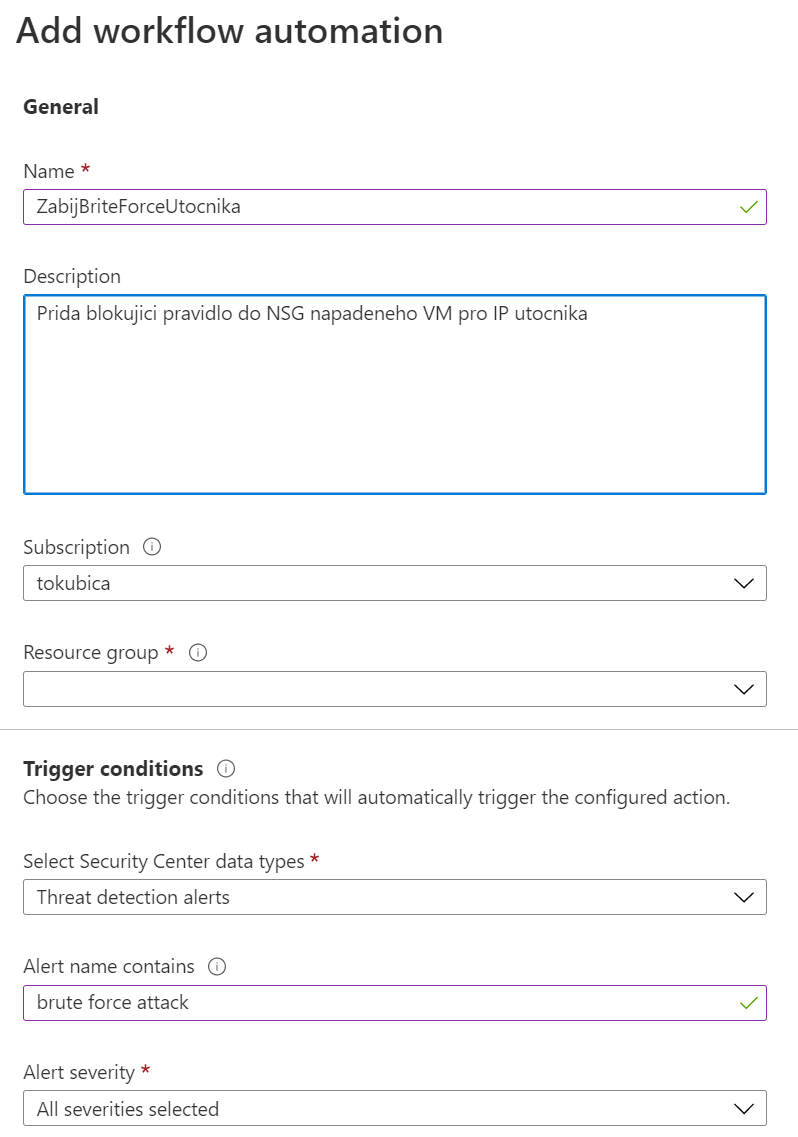 Add workflow automation
General
Name *
ZabijBriteForceUtocnika
Description
Prida blokujici pravidlo do NSG napadeneho VM pro IP utocnika
Subscription
tokubica
Resource group *
Trigger conditions
Choose the trigger conditions that will automatically trigger the configured action.
Select Security Center data types *
Threat detection alerts
Alert name contains
brute force attack
Alert severity *
All severities selected